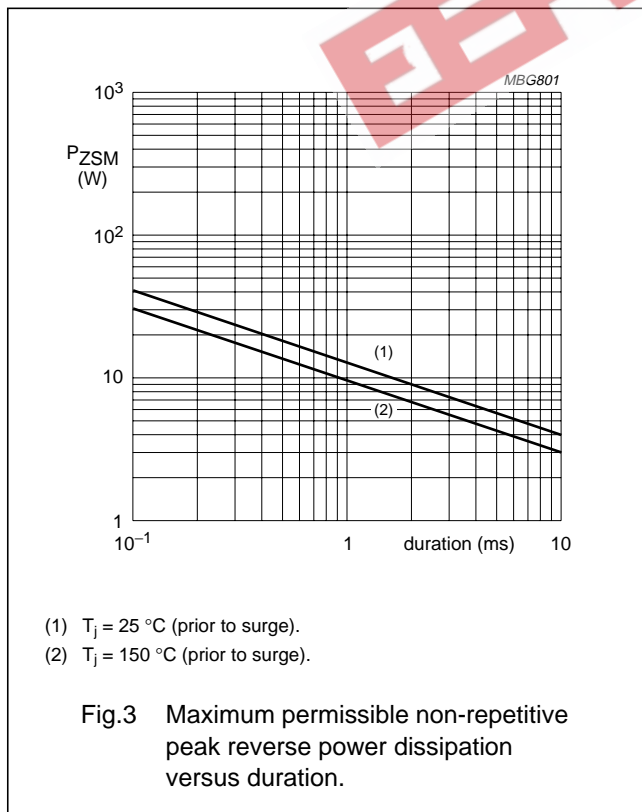 MBG801
10³
P_ZSM
(W)
10²
(1)
10
(2)
1
10⁻¹ 1 duration (ms) 10
(1) T_j = 25 °C (prior to surge).
(2) T_j = 150 °C (prior to surge).
Fig.3 Maximum permissible non-repetitive
peak reverse power dissipation
versus duration.